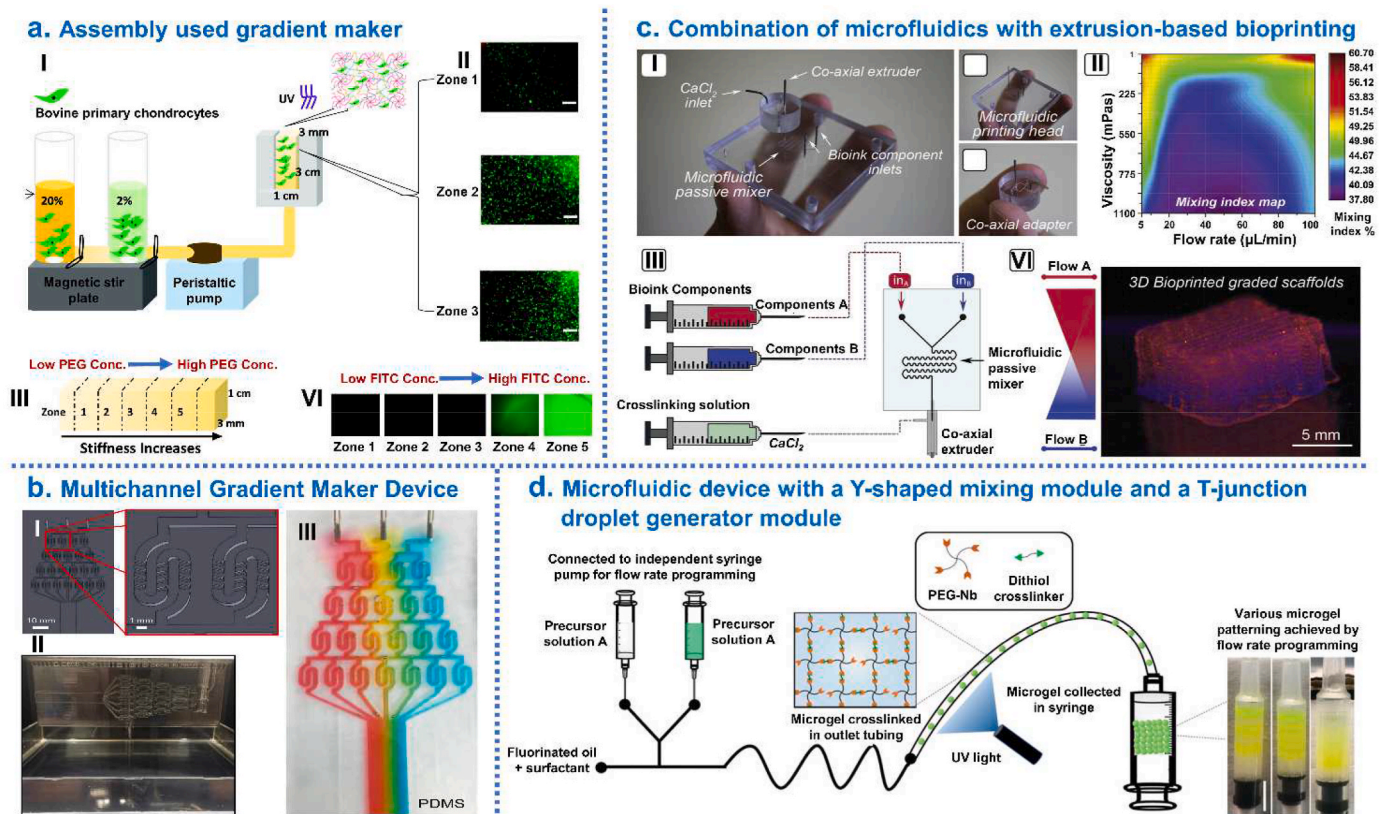 a. Assembly used gradient maker
I
Bovine primary chondrocytes
UV
3 mm
3 cm
1 cm
20%
2%
Magnetic stir
plate
Peristaltic
pump
II
Zone 1
Zone 2
Zone 3
Low PEG Conc.
High PEG Conc.
III
Zone
1
2
3
4
5
1 cm
3 mm
Stiffness Increases
VI
Low FITC Conc.
High FITC Conc.
Zone 1
Zone 2
Zone 3
Zone 4
Zone 5
b. Multichannel Gradient Maker Device
I
10 mm
1 mm
II
III
PDMS
c. Combination of microfluidics with extrusion-based bioprinting
I
Co-axial extruder
CaCl₂
inlet
Bioink component
inlets
Microfluidic
passive mixer
Microfluidic
printing head
Co-axial adapter
II
Viscosity (mPas)
1
225
550
775
1100
5
20
40
60
80
100
Flow rate (µL/min)
Mixing index map
60.70
58.41
56.12
53.83
51.54
49.25
46.96
44.67
42.38
40.09
37.80
Mixing
index %
III
Bioink Components
Components A
Components B
Crosslinking solution
CaCl₂
in_A
in_B
Microfluidic
passive
mixer
Co-axial
extruder
VI
Flow A
Flow B
3D Bioprinted graded scaffolds
5 mm
d. Microfluidic device with a Y-shaped mixing module and a T-junction
droplet generator module
Connected to independent syringe
pump for flow rate programming
Precursor
solution A
Precursor
solution A
Fluorinated oil
+ surfactant
PEG-Nb
Dithiol
crosslinker
Microgel crosslinked
in outlet tubing
UV light
Microgel collected
in syringe
Various microgel
patterning achieved by
flow rate programming